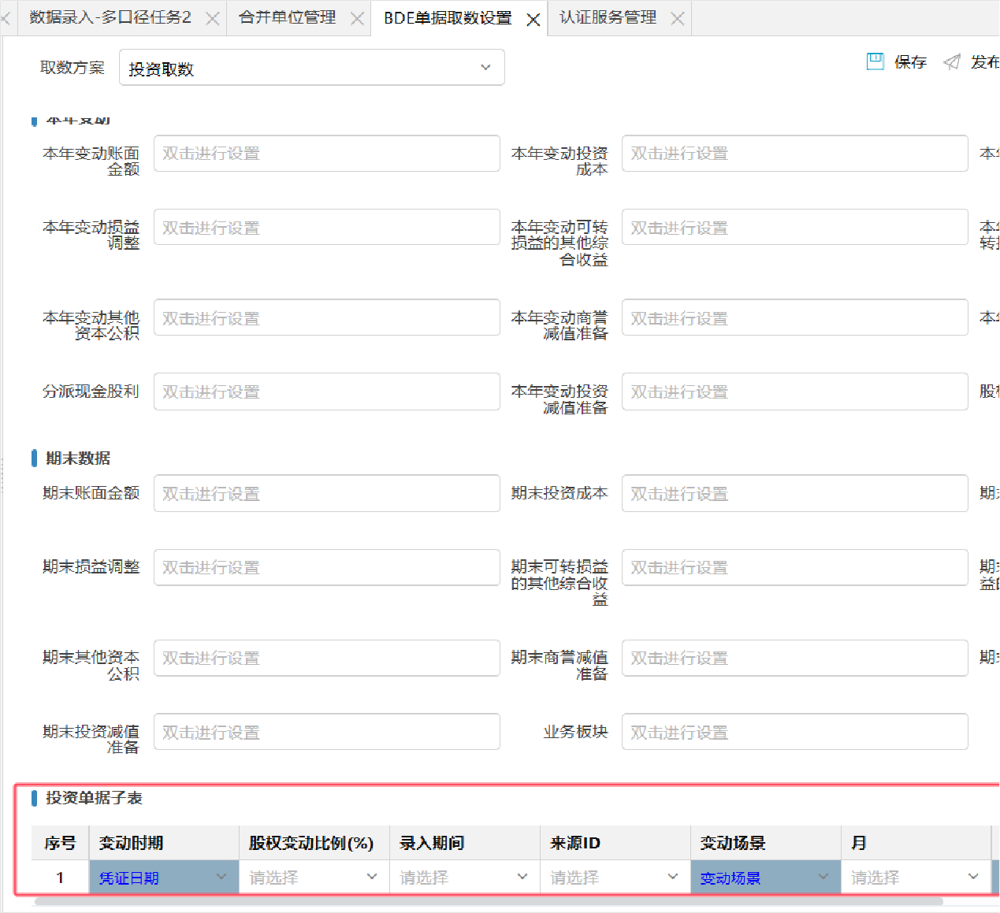 数据录入-多口径任务2 合并单位管理 BDE单据取数设置 认证服务管理
取数方案 投资取数 保存 发布
本年变动
本年变动账面金额 双击进行设置 本年变动投资成本 双击进行设置 本
本年变动损益调整 双击进行设置 本年变动可转损益的其他综合收益 双击进行设置 本
本年变动其他资本公积 双击进行设置 本年变动商誉减值准备 双击进行设置 本
分派现金股利 双击进行设置 本年变动投资减值准备 双击进行设置 股
期末数据
期末账面金额 双击进行设置 期末投资成本 双击进行设置 期
期末损益调整 双击进行设置 期末可转损益的其他综合收益 双击进行设置 期
期末其他资本公积 双击进行设置 期末商誉减值准备 双击进行设置 期
期末投资减值准备 双击进行设置 业务板块 双击进行设置
投资单据子表
序号 变动时期 股权变动比例(%) 录入期间 来源ID 变动场景 月
1 凭证日期 请选择 请选择 请选择 变动场景 请选择